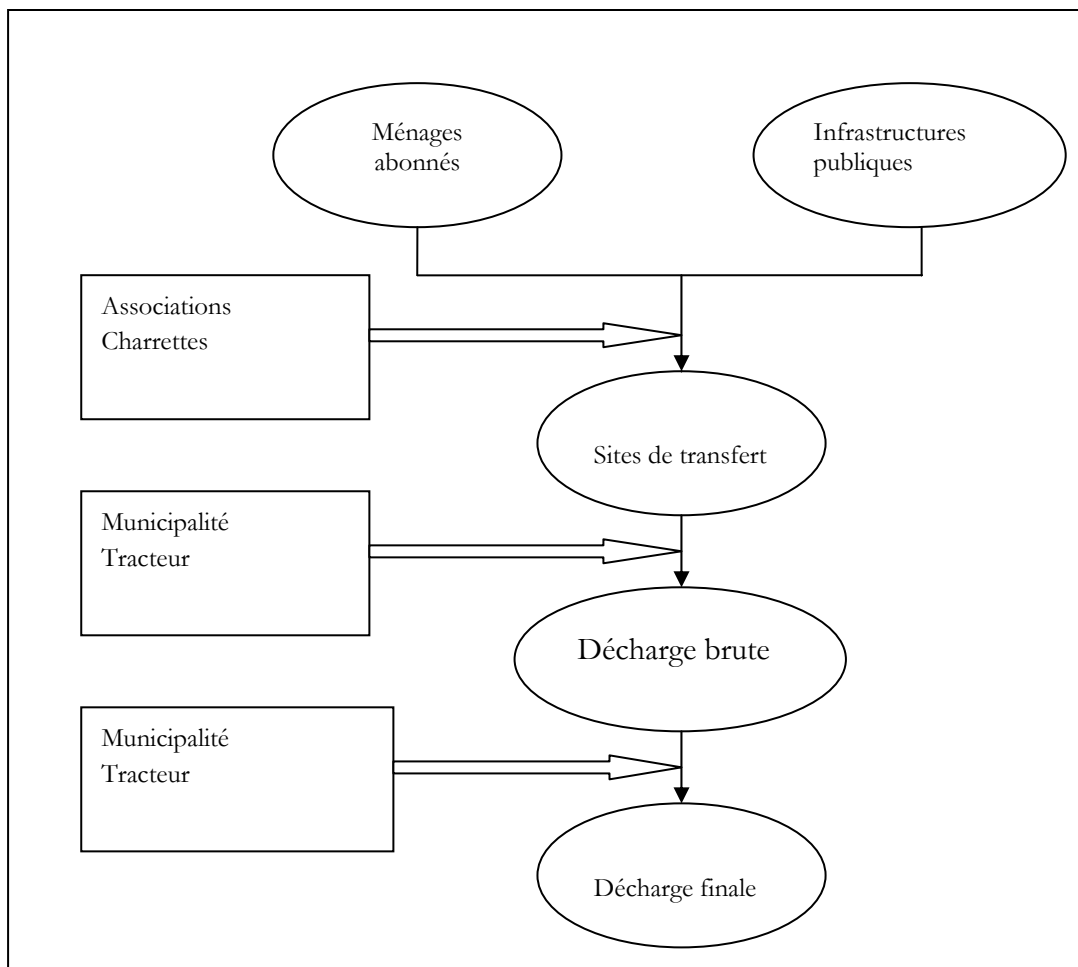 Ménages
abonnés
Infrastructures
publiques
Associations
Charrettes
Sites de transfert
Municipalité
Tracteur
Décharge brute
Municipalité
Tracteur
Décharge finale